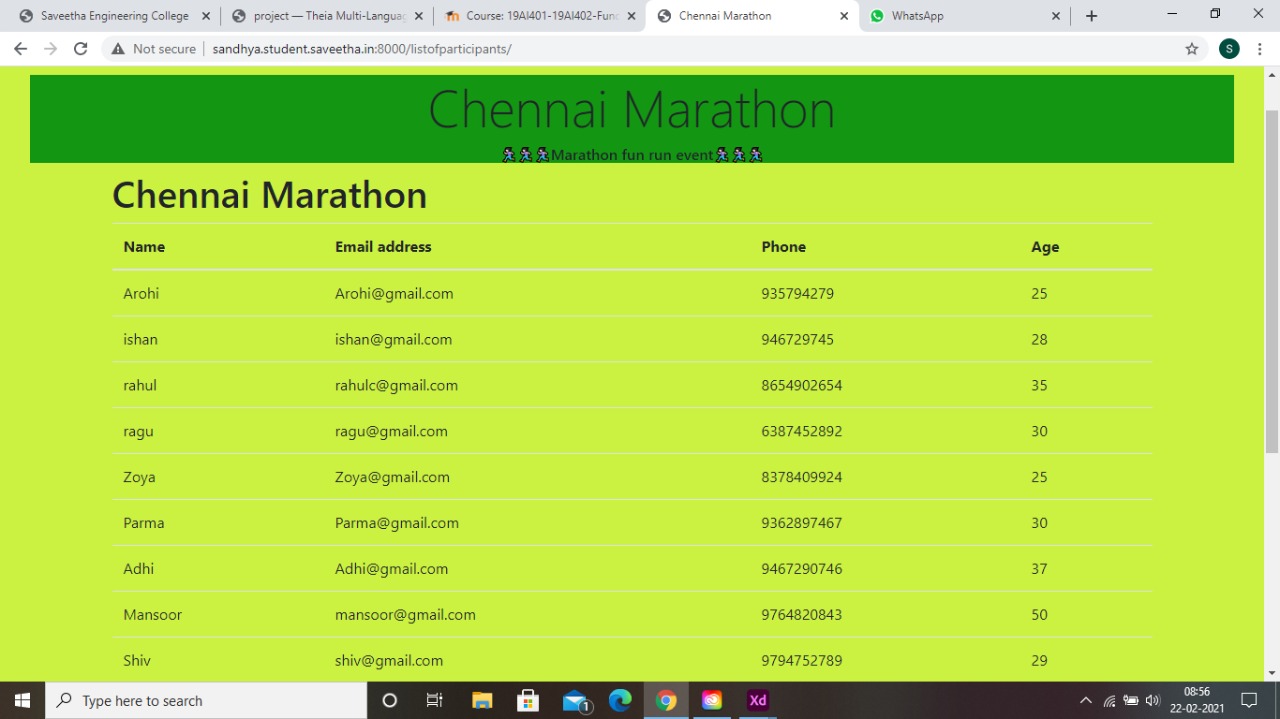 Saveetha Engineering College
project — Theia Multi-Langua
Course: 19AI401-19AI402-Fun
Chennai Marathon
WhatsApp
Not secure
sandhya.student.saveetha.in:8000/listofparticipants/
S
Chennai Marathon
🏃🏃🏃Marathon fun run event🏃🏃🏃
Chennai Marathon
Name Email address Phone Age
Arohi Arohi@gmail.com 935794279 25
ishan ishan@gmail.com 946729745 28
rahul rahulc@gmail.com 8654902654 35
ragu ragu@gmail.com 6387452892 30
Zoya Zoya@gmail.com 8378409924 25
Parma Parma@gmail.com 9362897467 30
Adhi Adhi@gmail.com 9467290746 37
Mansoor mansoor@gmail.com 9764820843 50
Shiv shiv@gmail.com 9794752789 29
Type here to search
1
Xd
08:56
22-02-2021